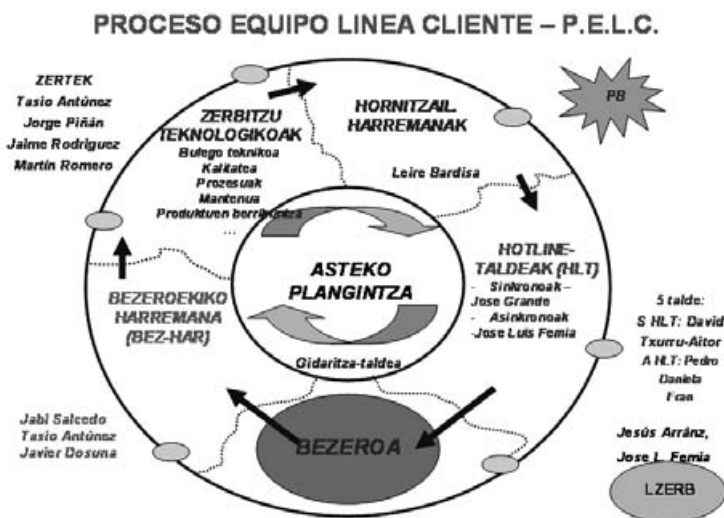 PROCESO EQUIPO LINEA CLIENTE – P.E.L.C.
ZERTEK
Tasio Antúnez
Jorge Piñán
Jaime Rodriguez
Martín Romero
ZERBITZU
TEKNOLOGIKOAK
Bulego teknikoa
Kalitatea
Prozesuak
Mantenua
Produktuen berrikuntza
...
HORNITZAIL.
HARREMANAK
Leire Bardisa
PB
HOTLINE-
TALDEAK (HLT)
- Sinkronoak –
Jose Grande
- Asinkronoak
-Jose Luis Femia
ASTEKO
PLANGINTZA
Gidaritza-taldea
BEZEROEKIKO
HARREMANA
(BEZ-HAR)
Jabi Salcedo
Tasio Antúnez
Javier Dosuna
BEZEROA
5 talde:
S HLT: David
Txurru-Aitor
A HLT: Pedro
Daniela
Fran
Jesús Arránz,
Jose L. Femia
LZERB